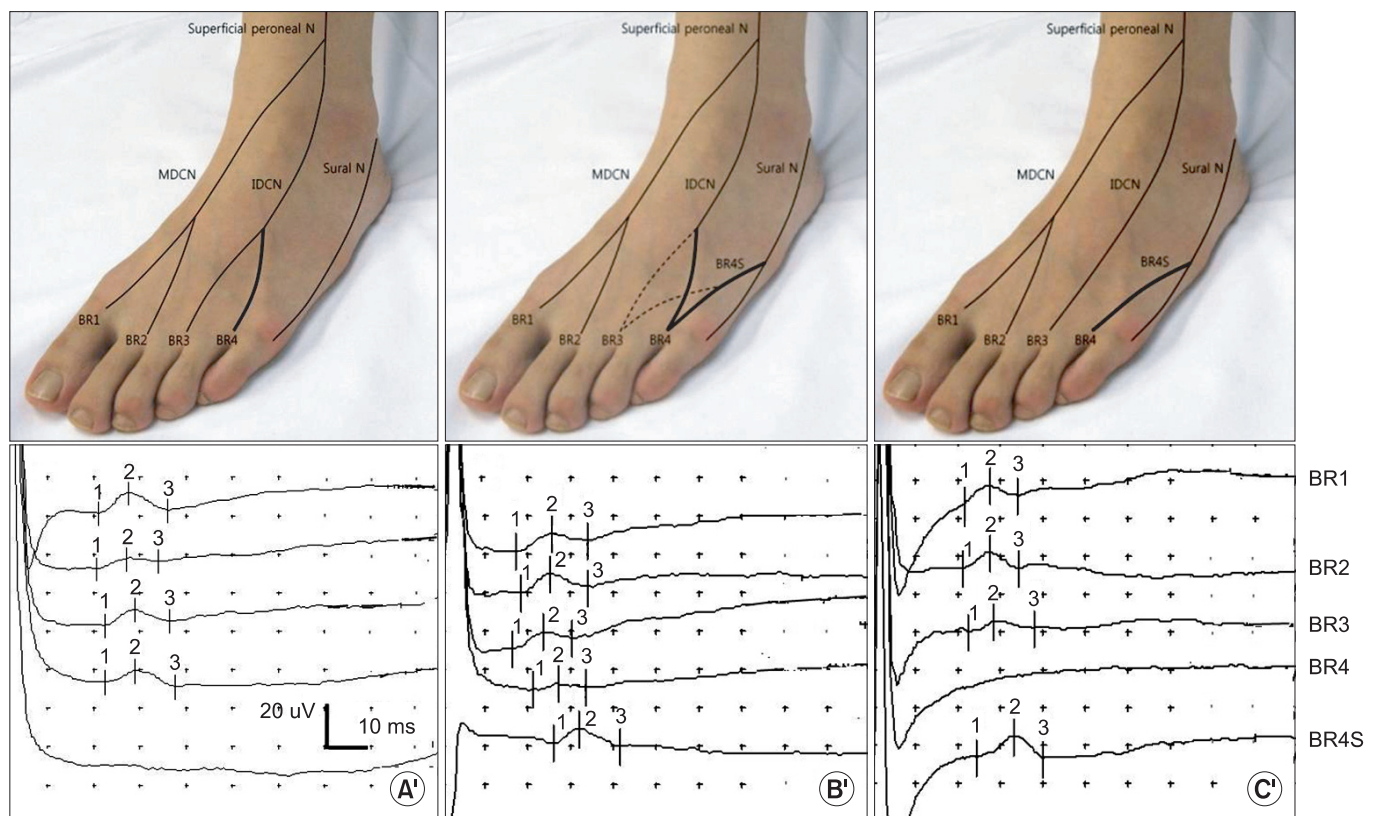 Superficial peroneal N
MDCN
IDCN
Sural N
BR1
BR2
BR3
BR4
Superficial peroneal N
MDCN
IDCN
Sural N
BR4S
BR1
BR2
BR3
BR4
Superficial peroneal N
MDCN
IDCN
Sural N
BR4S
BR1
BR2
BR3
BR4
1 2 3
1 2 3
1 2 3
1 2 3
20 uV
10 ms
A'
1 2 3
1 2 3
1 2 3
1 2 3
1 2 3
B'
1 2 3
1 2 3
1 2 3
1 2 3
C'
BR1
BR2
BR3
BR4
BR4S